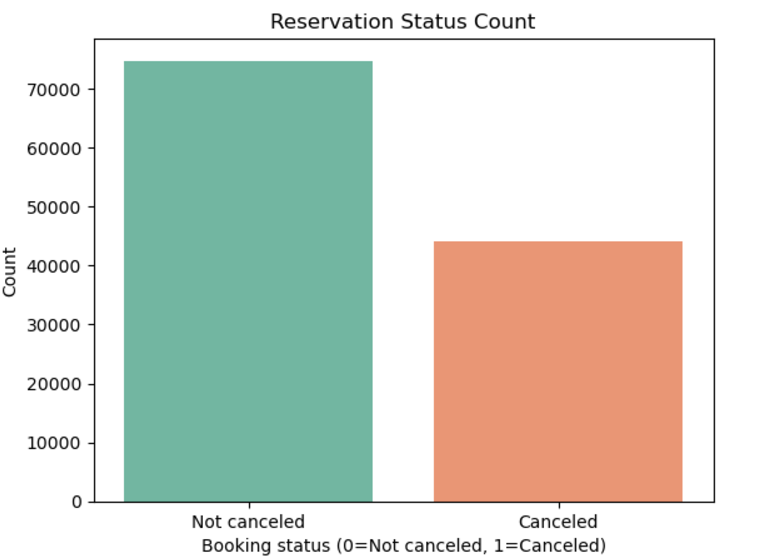 Reservation Status Count
70000
60000
50000
40000
30000
20000
10000
0
Count
Not canceled
Canceled
Booking status (0=Not canceled, 1=Canceled)